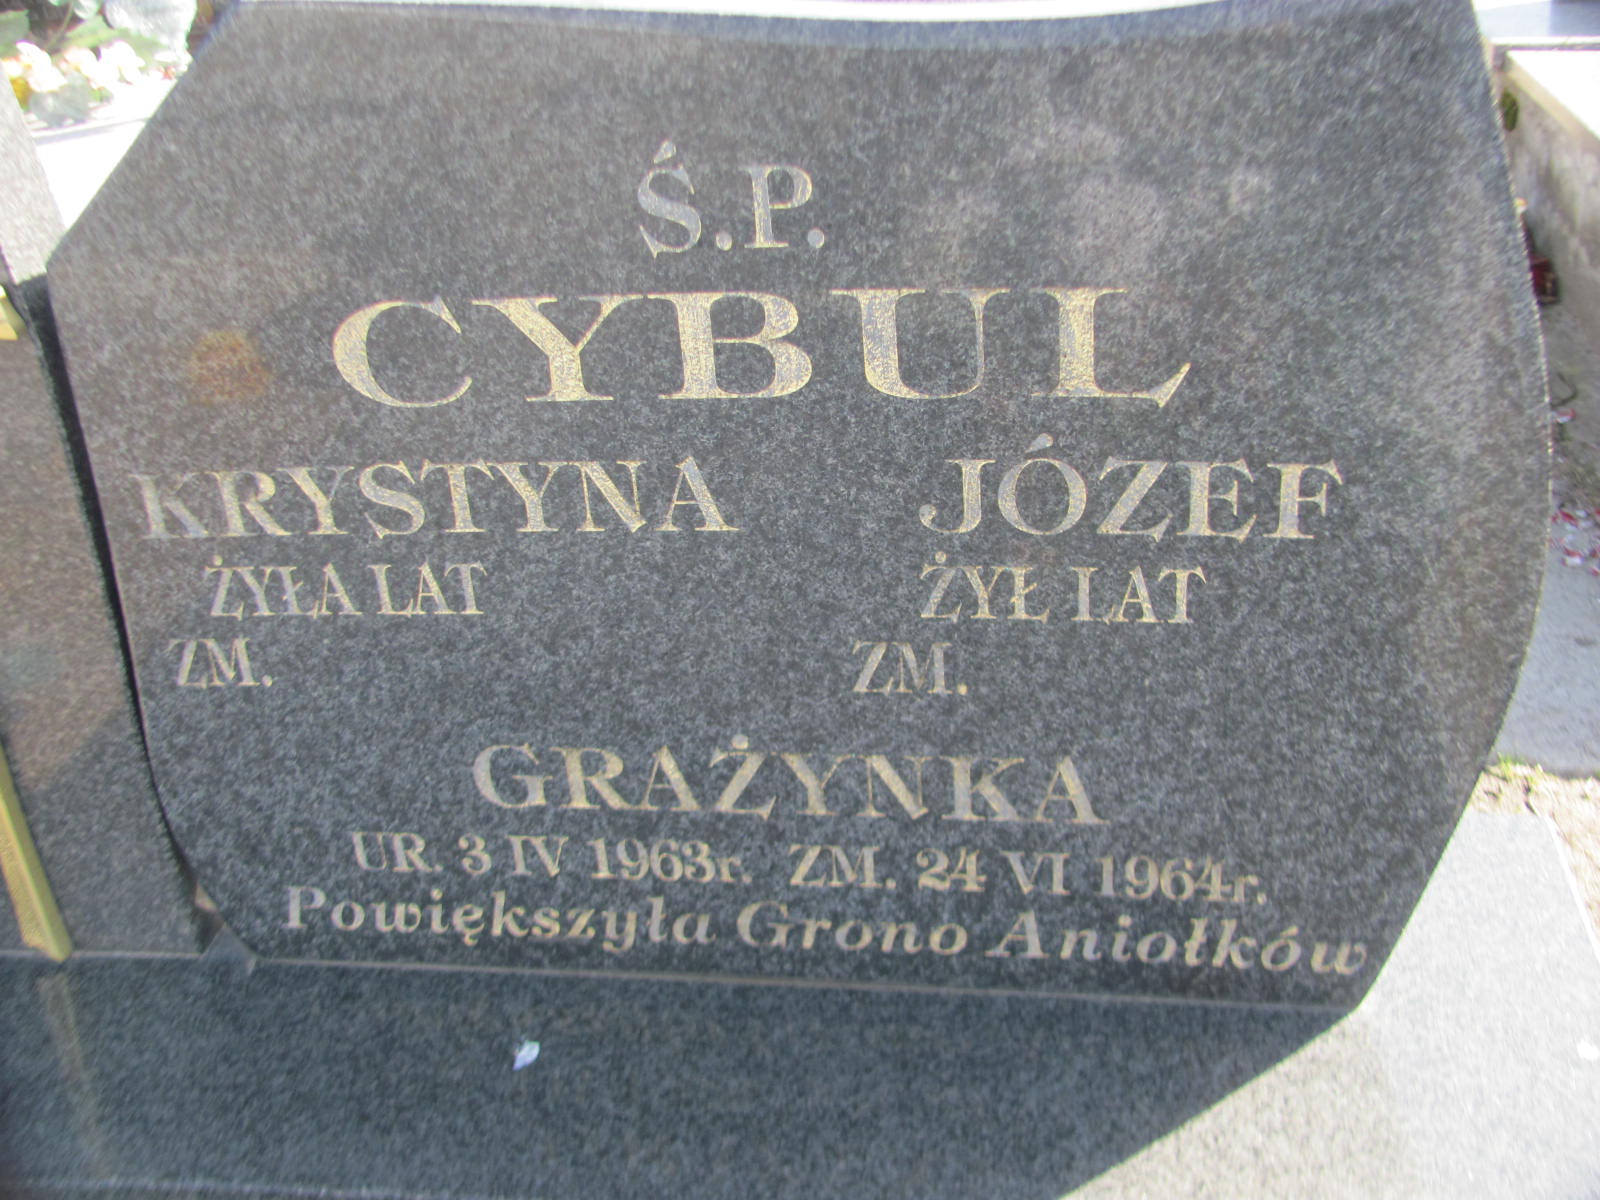 Ś.P.
CYBUL
KRYSTYNA JÓZEF
ŻYŁA LAT ŻYŁ LAT
ZM. ZM.
GRAŻYNKA
UR. 3 IV 1963r. ZM. 24 VI 1964r.
Powiększyła Grono Aniołków